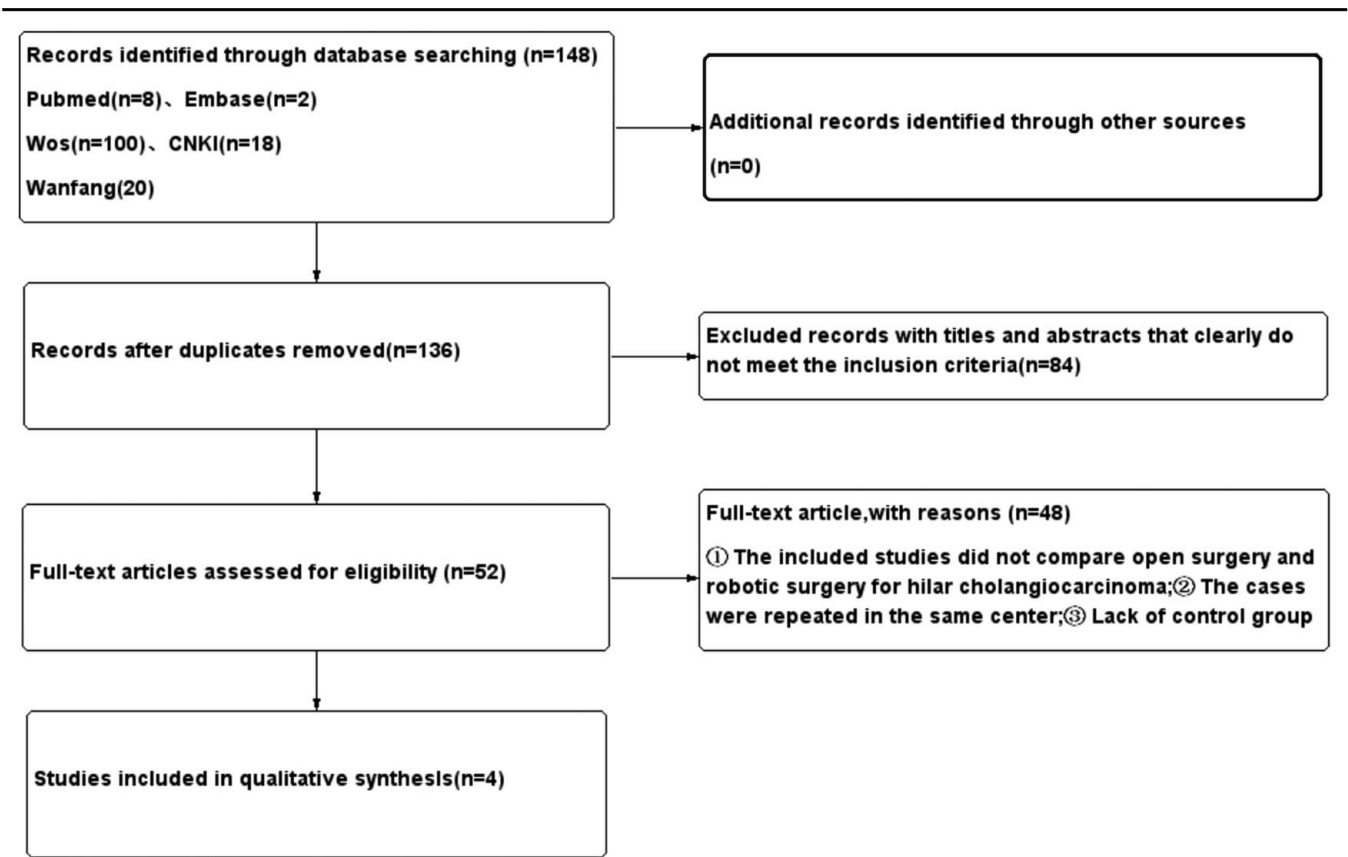 Records identified through database searching (n=148)
Pubmed(n=8)、Embase(n=2)
Wos(n=100)、CNKI(n=18)
Wanfang(20)
Additional records identified through other sources
(n=0)
Records after duplicates removed(n=136)
Excluded records with titles and abstracts that clearly do
not meet the inclusion criteria(n=84)
Full-text articles assessed for eligibility (n=52)
Full-text article,with reasons (n=48)
① The included studies did not compare open surgery and
robotic surgery for hilar cholangiocarcinoma;② The cases
were repeated in the same center;③ Lack of control group
Studies included in qualitative synthesis(n=4)